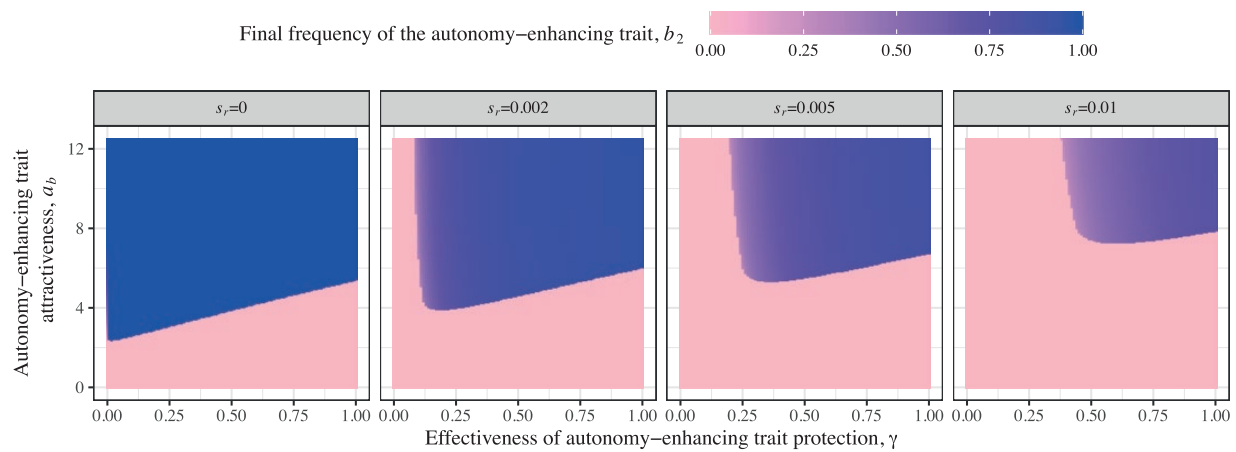 Final frequency of the autonomy−enhancing trait, b2
0.00 0.25 0.50 0.75 1.00
sr=0 sr=0.002 sr=0.005 sr=0.01
Autonomy−enhancing trait
attractiveness, ab
12
8
4
0
0.00 0.25 0.50 0.75 1.00 0.00 0.25 0.50 0.75 1.00 0.00 0.25 0.50 0.75 1.00 0.00 0.25 0.50 0.75 1.00
Effectiveness of autonomy−enhancing trait protection, γ